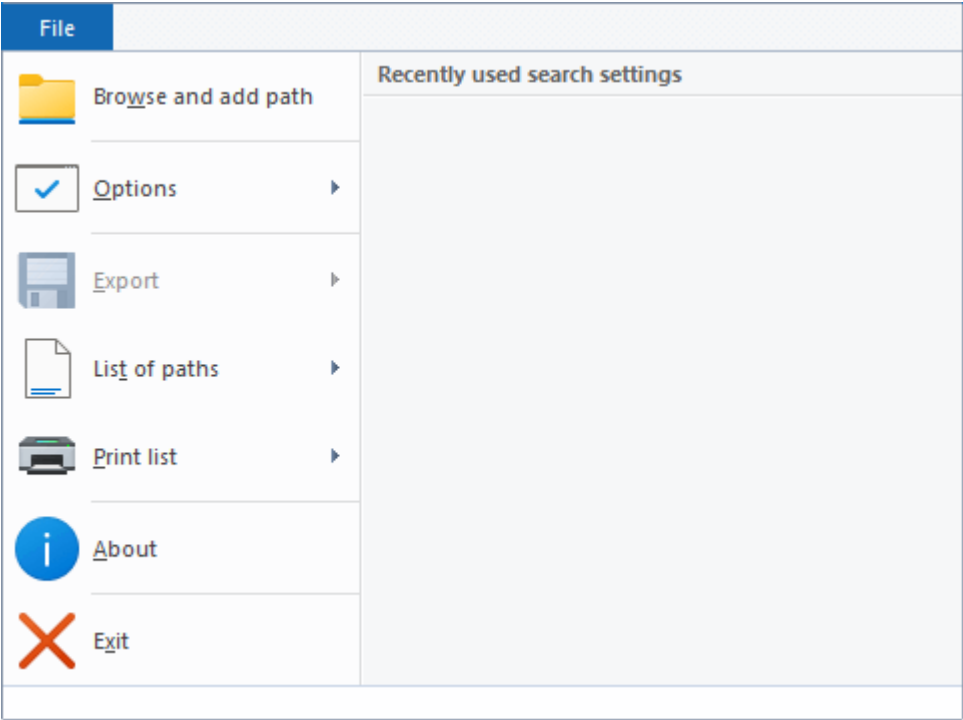 File
Browse and add path
Options
Export
List of paths
Print list
About
Exit
Recently used search settings